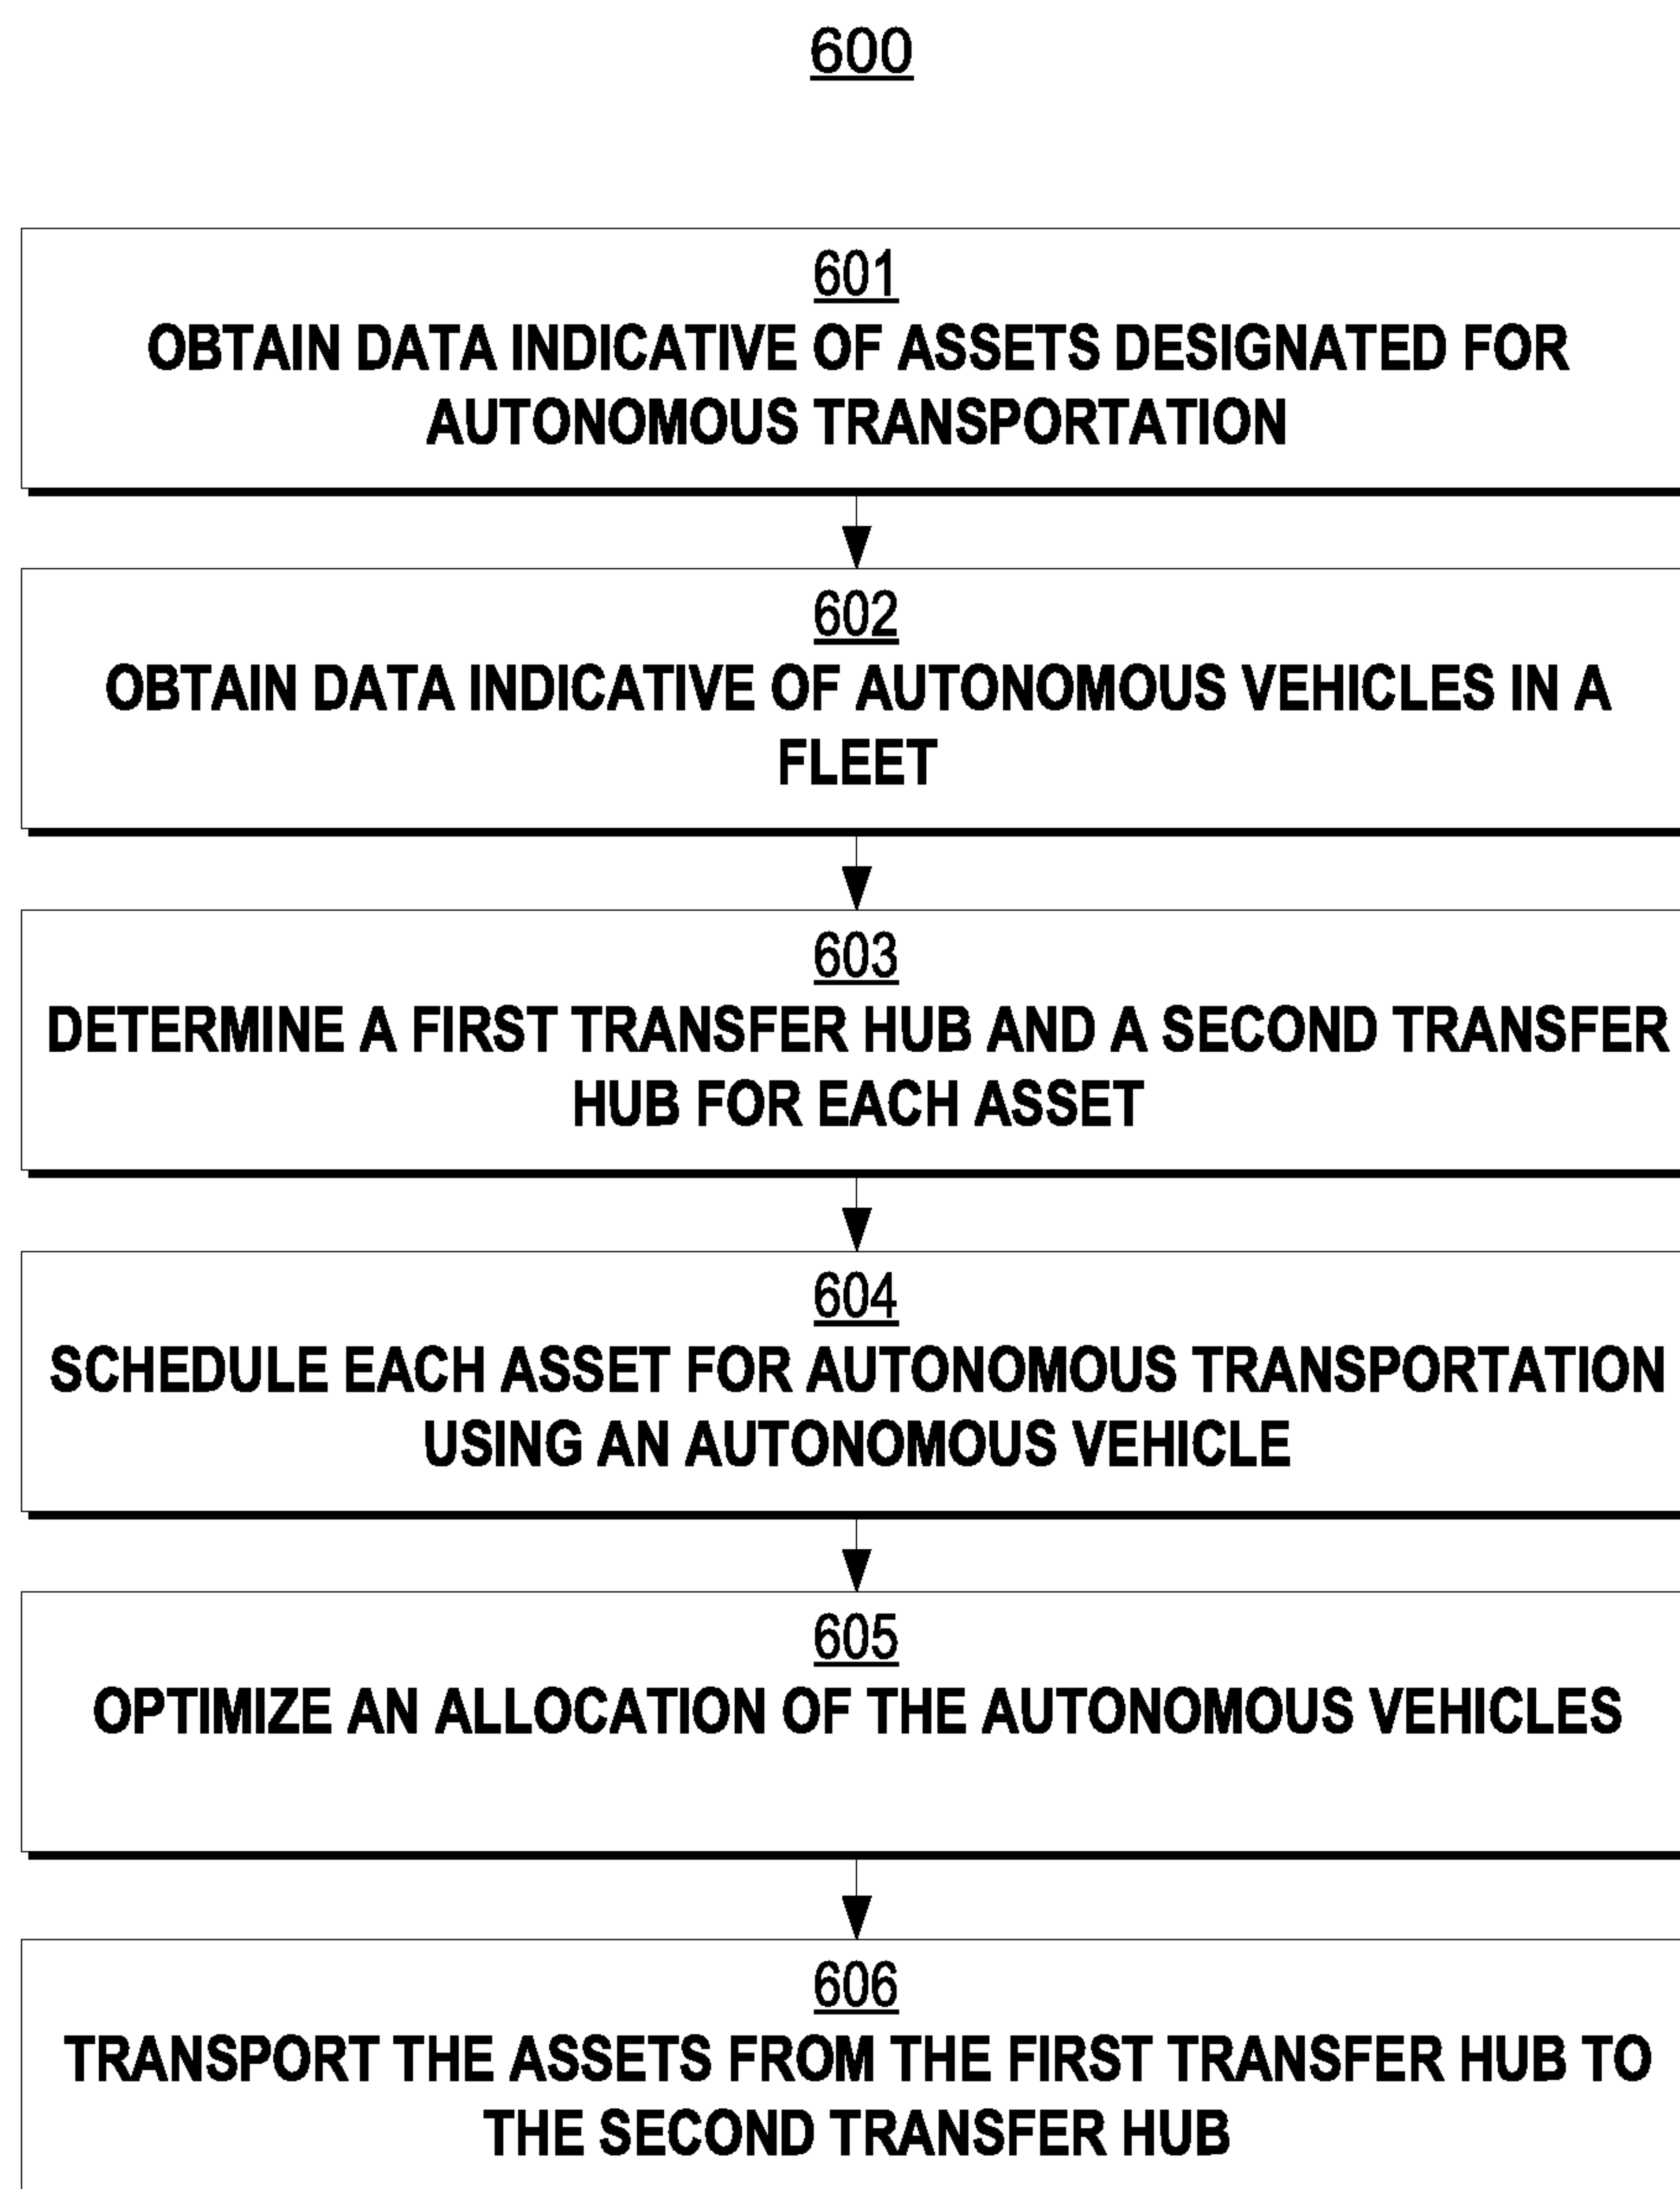 600
601
OBTAIN DATA INDICATIVE OF ASSETS DESIGNATED FOR
AUTONOMOUS TRANSPORTATION
602
OBTAIN DATA INDICATIVE OF AUTONOMOUS VEHICLES IN A
FLEET
603
DETERMINE A FIRST TRANSFER HUB AND A SECOND TRANSFER
HUB FOR EACH ASSET
604
SCHEDULE EACH ASSET FOR AUTONOMOUS TRANSPORTATION
USING AN AUTONOMOUS VEHICLE
605
OPTIMIZE AN ALLOCATION OF THE AUTONOMOUS VEHICLES
606
TRANSPORT THE ASSETS FROM THE FIRST TRANSFER HUB TO
THE SECOND TRANSFER HUB